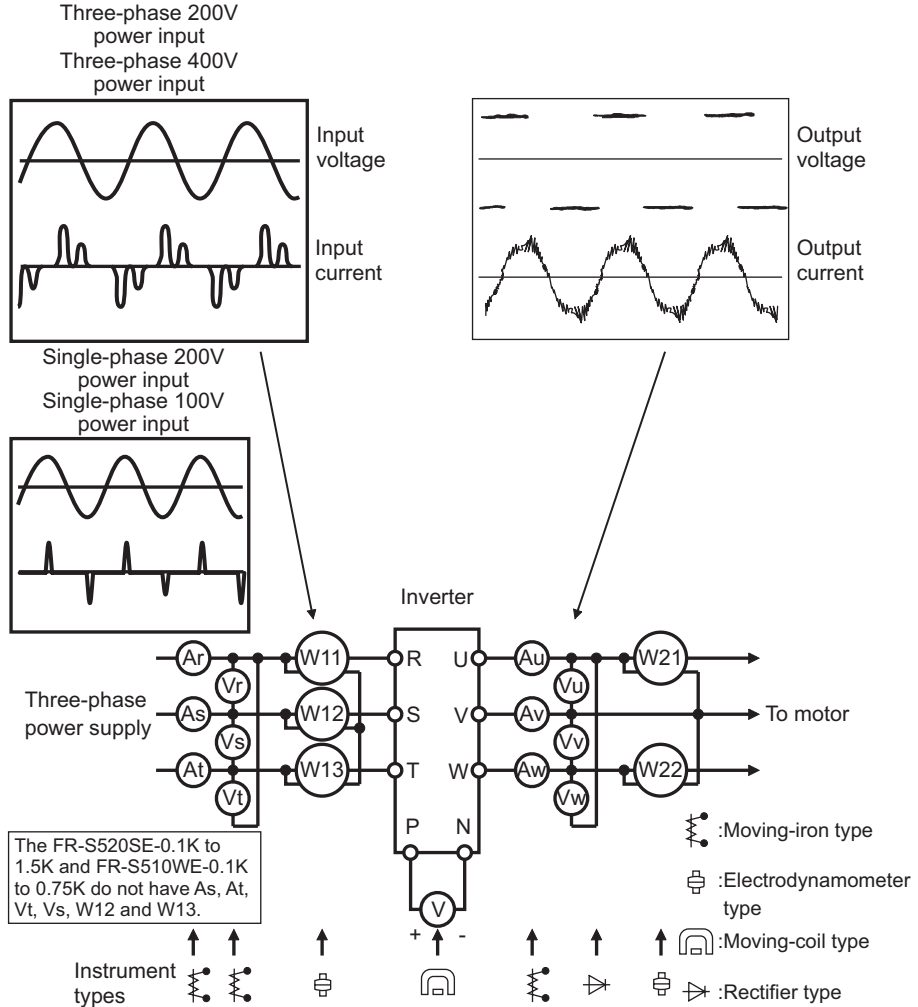 Three-phase 200V
power input
Three-phase 400V
power input
Input
voltage
Input
current
Output
voltage
Output
current
Single-phase 200V
power input
Single-phase 100V
power input
Inverter
Ar
Vr
W11
R
U
Au
Vu
W21
Three-phase
power supply
As
Vs
W12
S
V
Av
Vv
To motor
At
Vt
W13
T
W
Aw
Vw
W22
P
N
V
+
-
The FR-S520SE-0.1K to
1.5K and FR-S510WE-0.1K
to 0.75K do not have As, At,
Vt, Vs, W12 and W13.
Instrument
types
:Moving-iron type
:Electrodynamometer
type
:Moving-coil type
:Rectifier type